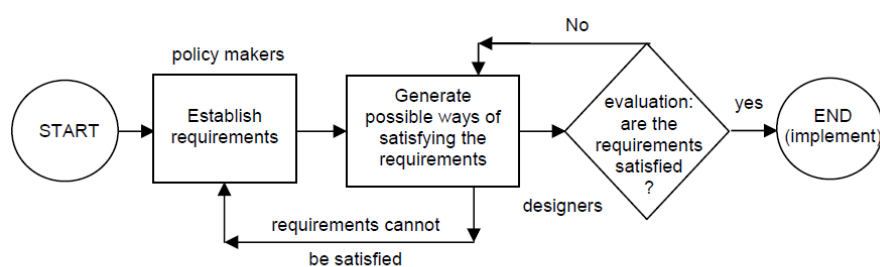 policy makers
No
START
Establish
requirements
Generate
possible ways of
satisfying the
requirements
evaluation:
are the
requirements
satisfied
?
yes
END
(implement)
designers
requirements cannot
be satisfied